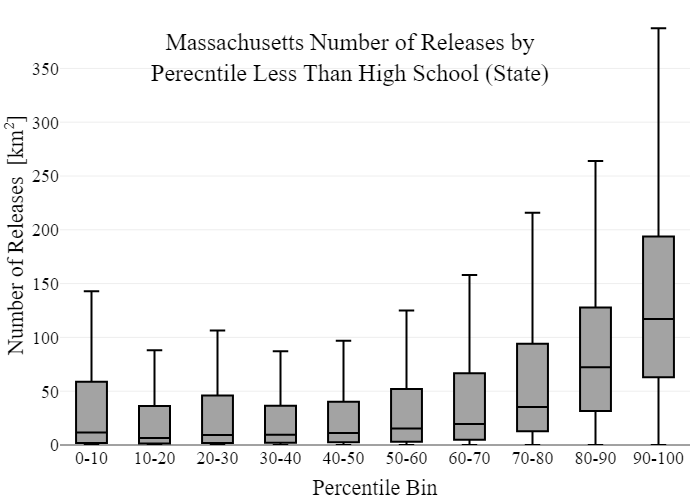 Massachusetts Number of Releases by
Perecntile Less Than High School (State)
Number of Releases [km²]
350
300
250
200
150
100
50
0
0-10 10-20 20-30 30-40 40-50 50-60 60-70 70-80 80-90 90-100
Percentile Bin